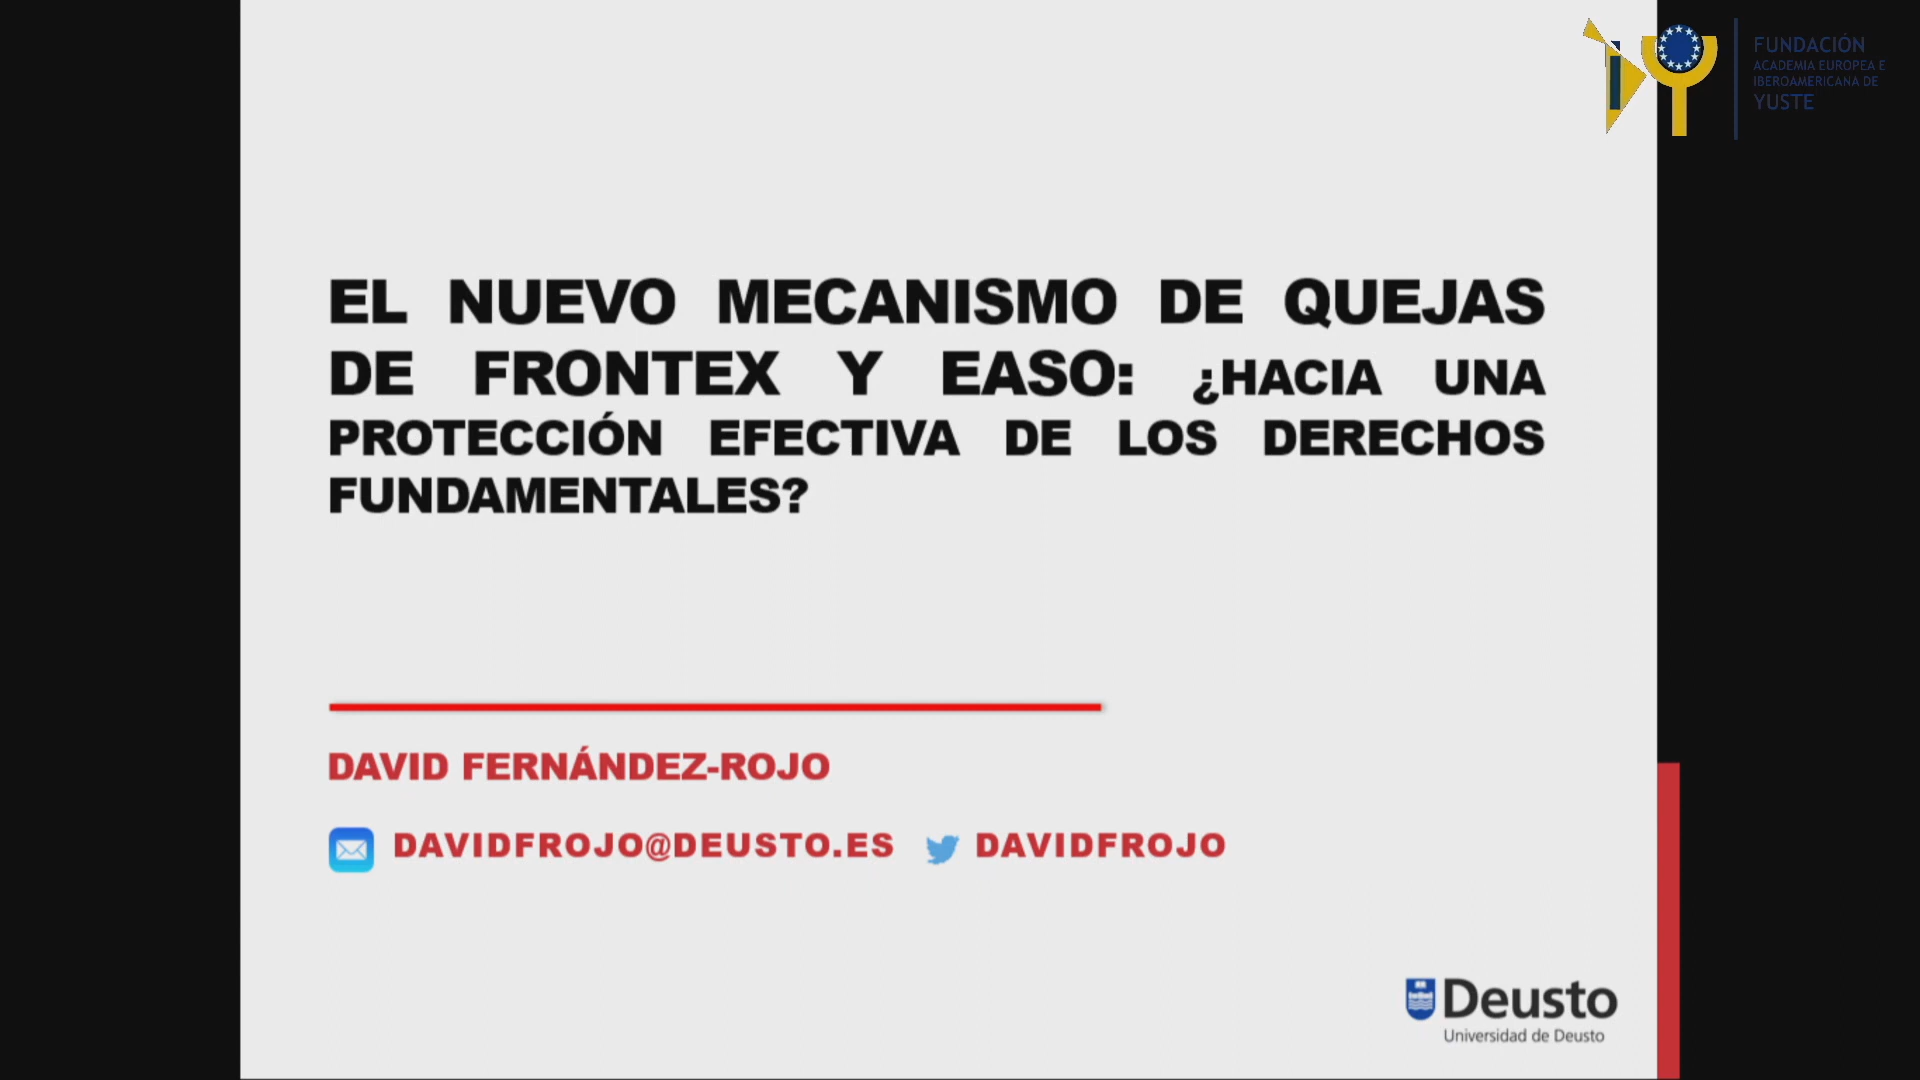 FUNDACIÓN
ACADEMIA EUROPEA E
IBEROAMERICANA DE
YUSTE
EL NUEVO MECANISMO DE QUEJAS
DE FRONTEX Y EASO: ¿HACIA UNA
PROTECCIÓN EFECTIVA DE LOS DERECHOS
FUNDAMENTALES?
DAVID FERNÁNDEZ-ROJO
DAVIDFROJO@DEUSTO.ES DAVIDFROJO
Deusto
Universidad de Deusto